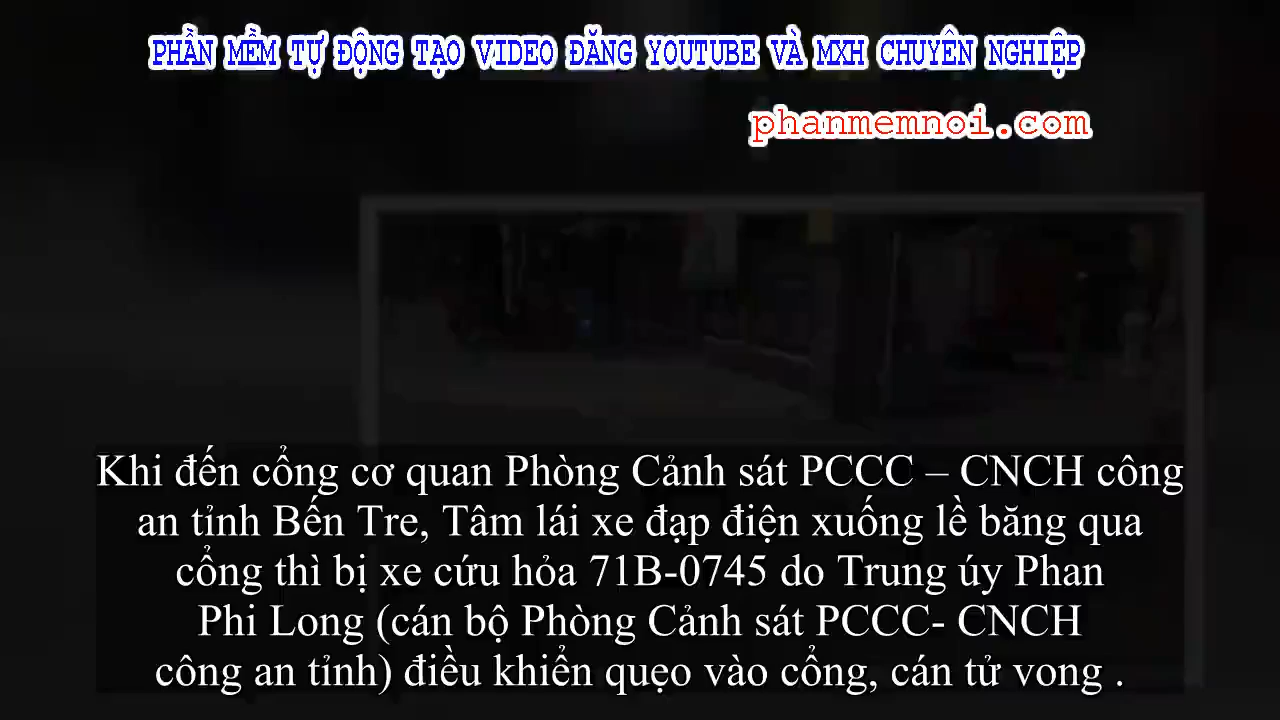 PHẦN MỀM TỰ ĐỘNG TẠO VIDEO ĐĂNG YOUTUBE VÀ MXH CHUYÊN NGHIỆP
phanmemnoi.com
Khi đến cổng cơ quan Phòng Cảnh sát PCCC – CNCH công
an tỉnh Bến Tre, Tâm lái xe đạp điện xuống lề băng qua
cổng thì bị xe cứu hỏa 71B-0745 do Trung úy Phan
Phi Long (cán bộ Phòng Cảnh sát PCCC- CNCH
công an tỉnh) điều khiển quẹo vào cổng, cán tử vong .